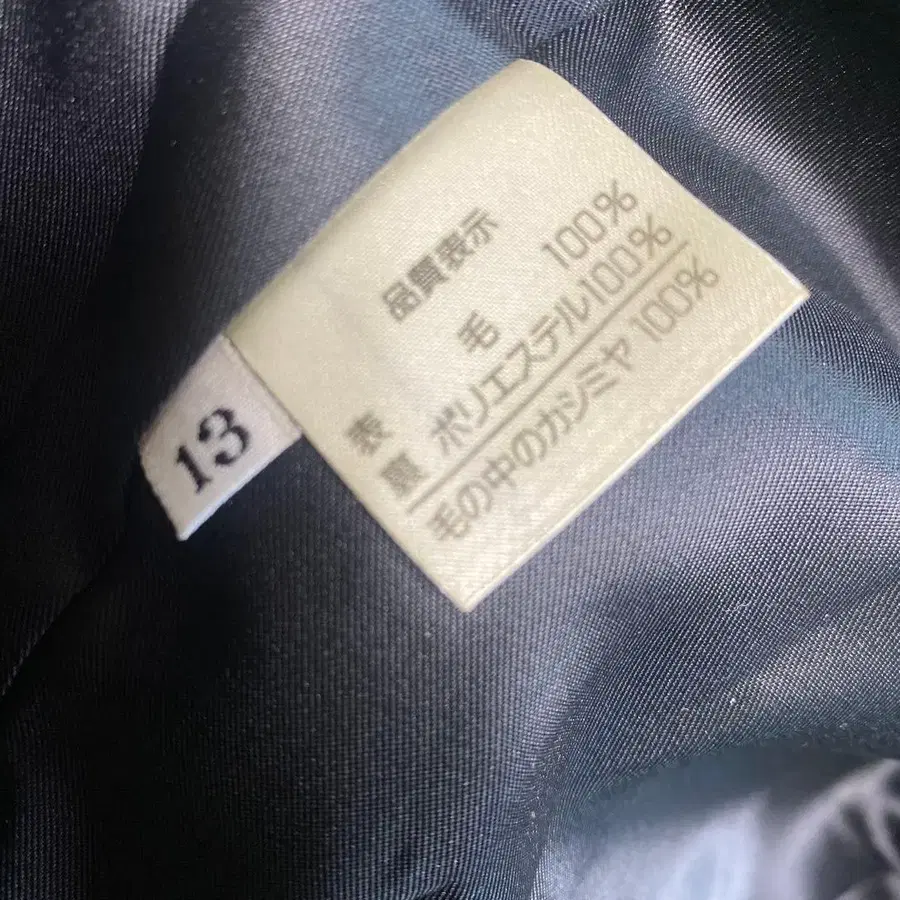 品質表示
表 毛 100%
裏 ポリエステル100%
毛の中のカシミヤ 100%
13